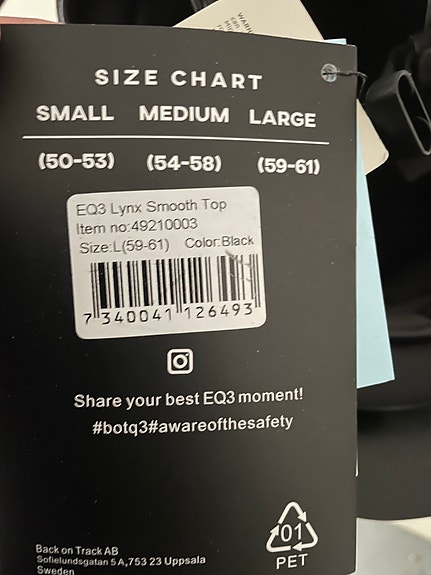 SIZE CHART
SMALL MEDIUM LARGE
(50-53) (54-58) (59-61)
EQ3 Lynx Smooth Top
Item no:49210003
Size:L(59-61) Color:Black
7 340041 126493
Share your best EQ3 moment!
#botq3#awareofthesafety
01
PET
Back on Track AB
Sofielundsgatan 5 A,753 23 Uppsala
Sweden